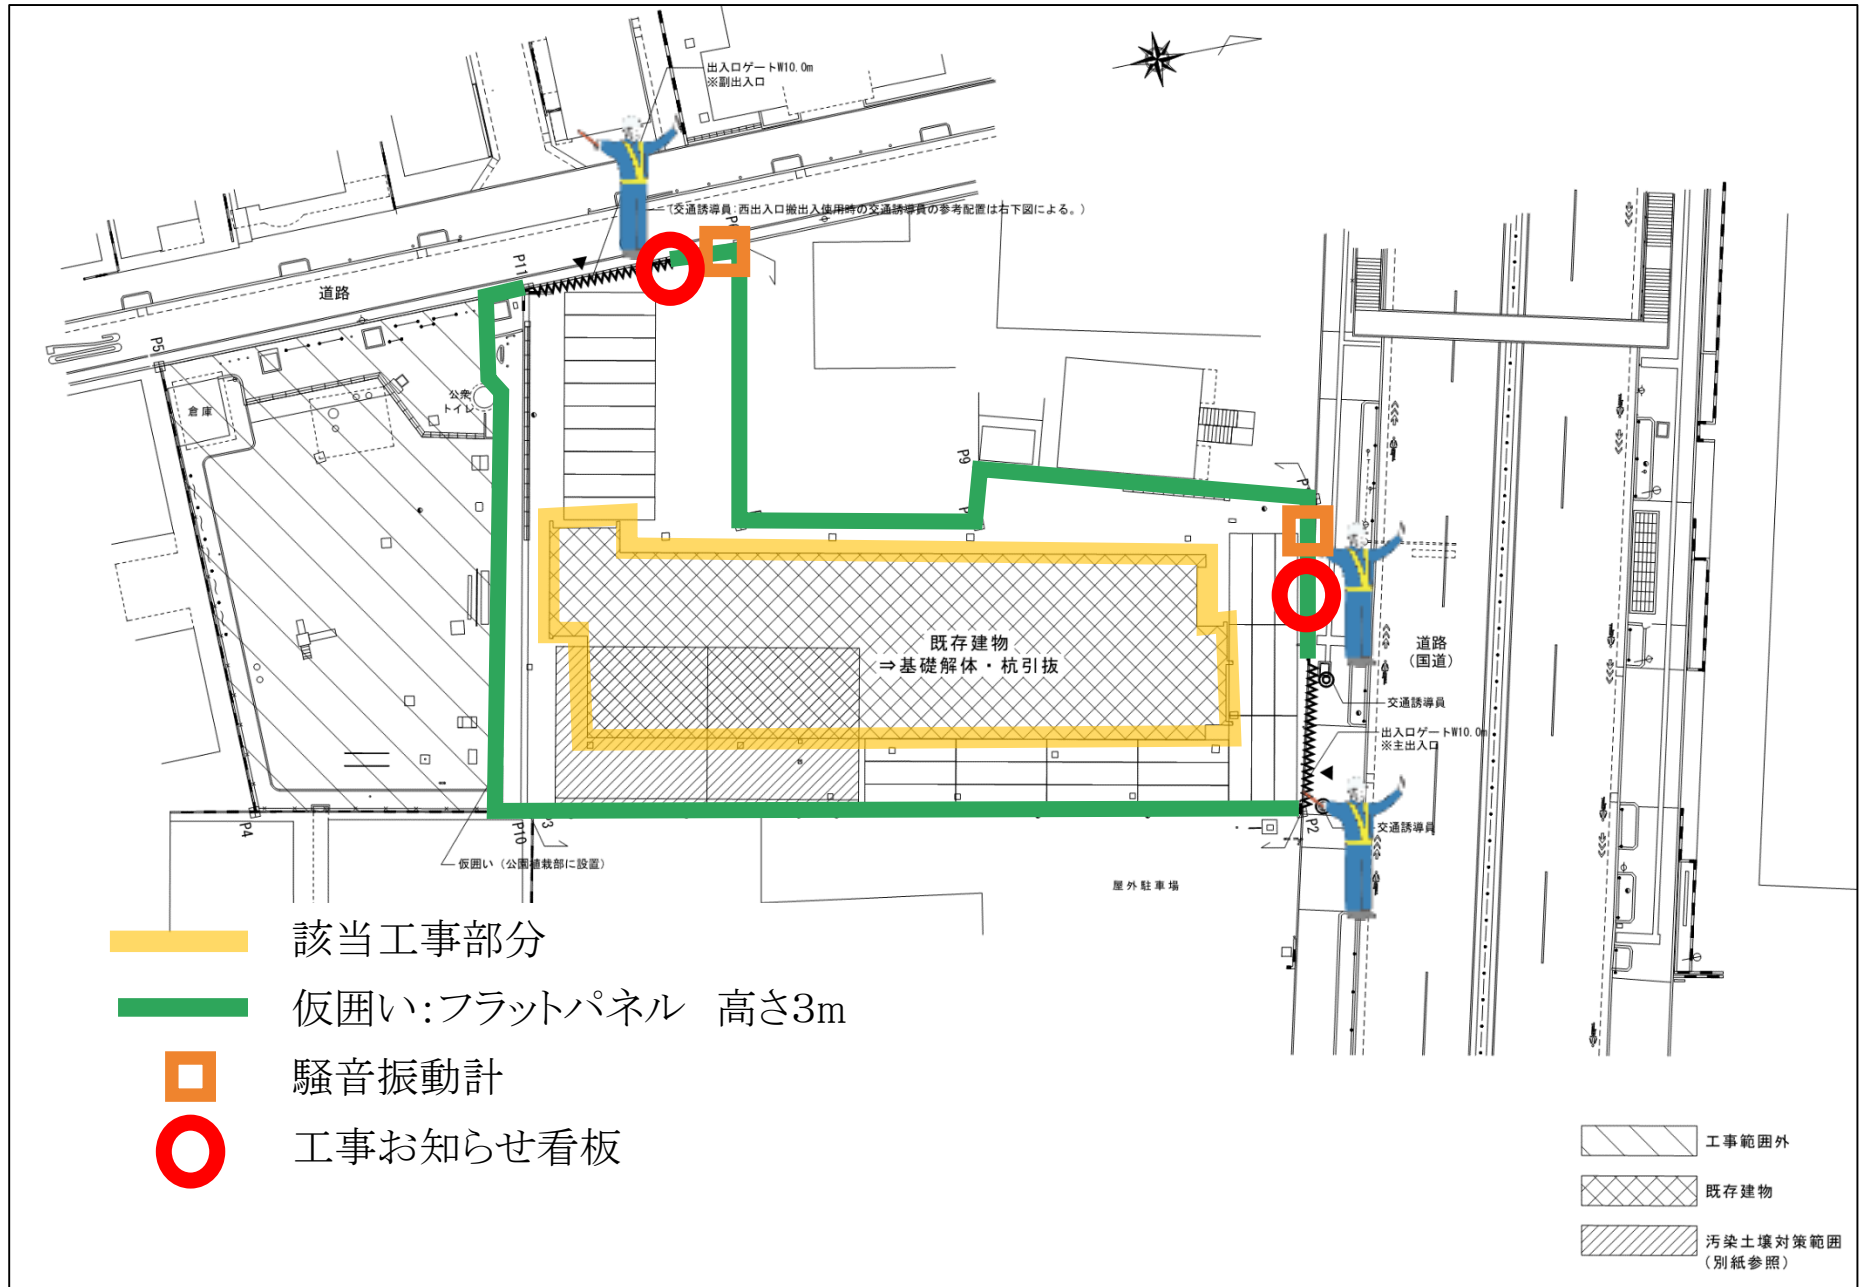 出入口ゲートW10.0m
※副出入口
(交通誘導員:西出入口搬出入使用時の交通誘導員の参考配置は右下図による。)
P11
道路
P5
倉庫
公衆
トイレ
P9
既存建物
⇒基礎解体・杭引抜
道路
(国道)
交通誘導員
出入口ゲートW10.0m
※主出入口
交通誘導員
P2
P4
P10
P3
仮囲い(公園植栽部に設置)
屋外駐車場
該当工事部分
仮囲い:フラットパネル 高さ3m
騒音振動計
工事お知らせ看板
工事範囲外
既存建物
汚染土壌対策範囲
(別紙参照)